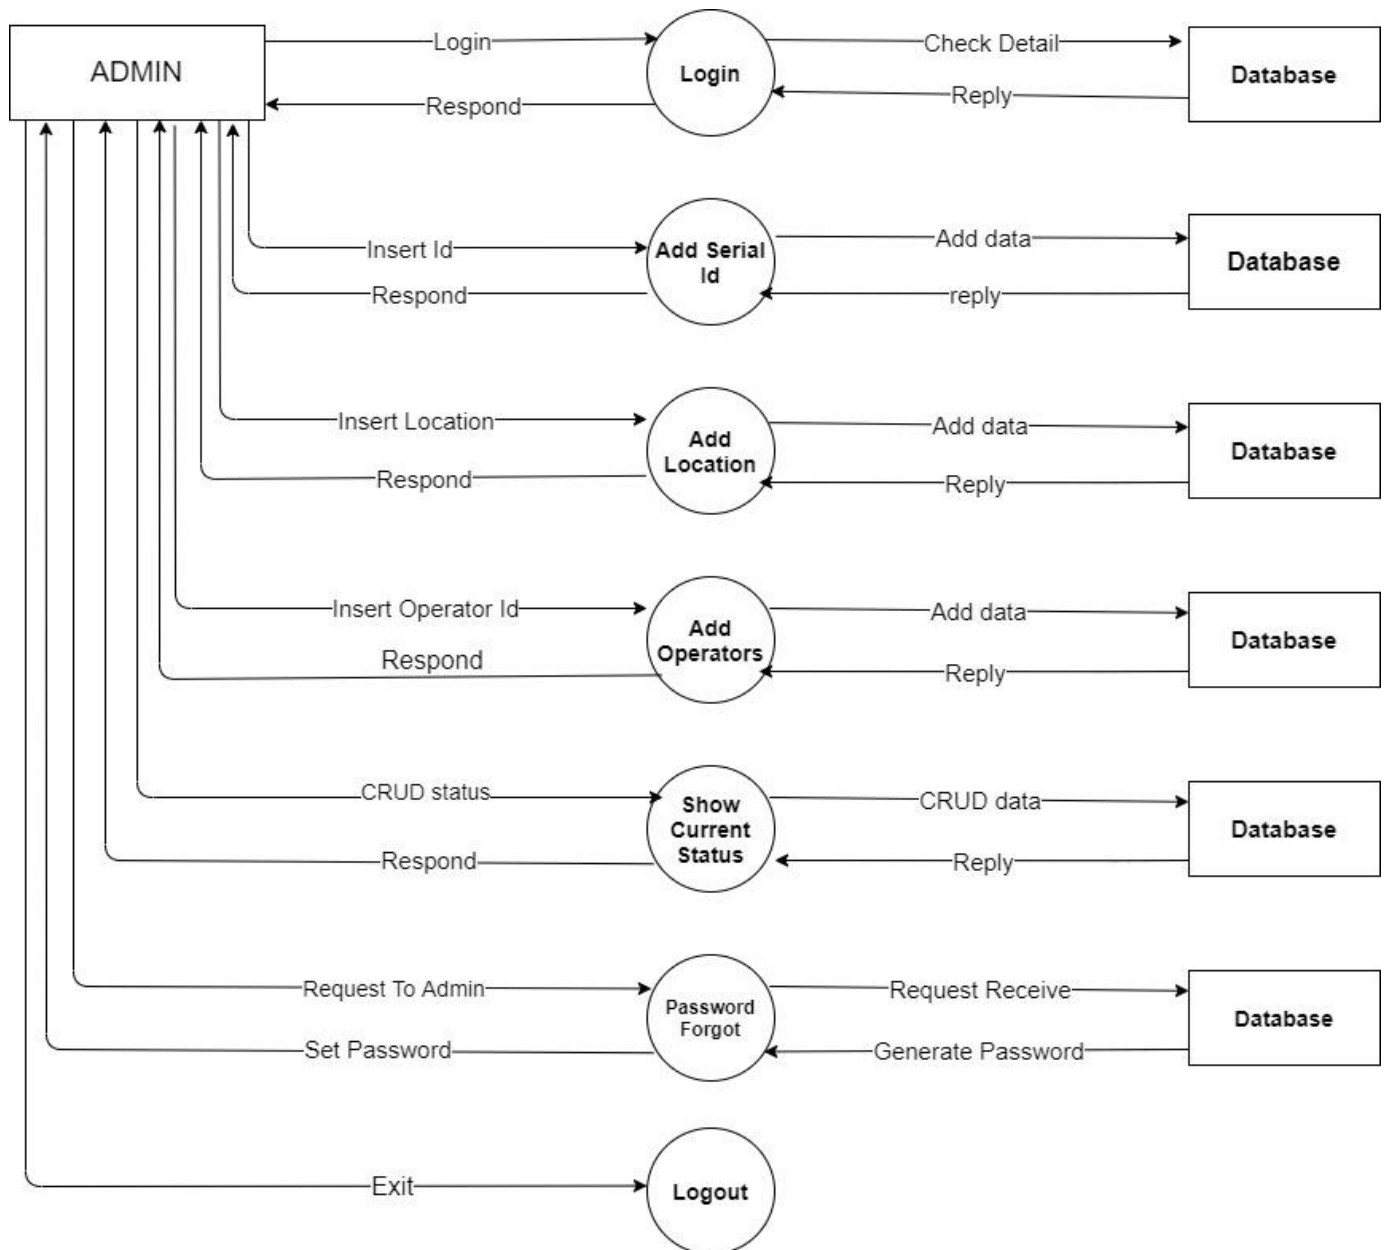 ADMIN
Login
Login
Check Detail
Database
Respond
Reply
Insert Id
Add Serial
Id
Add data
Database
Respond
reply
Insert Location
Add
Location
Add data
Database
Respond
Reply
Insert Operator Id
Add
Operators
Add data
Database
Respond
Reply
CRUD status
Show
Current
Status
CRUD data
Database
Respond
Reply
Request To Admin
Password
Forgot
Request Receive
Database
Set Password
Generate Password
Exit
Logout